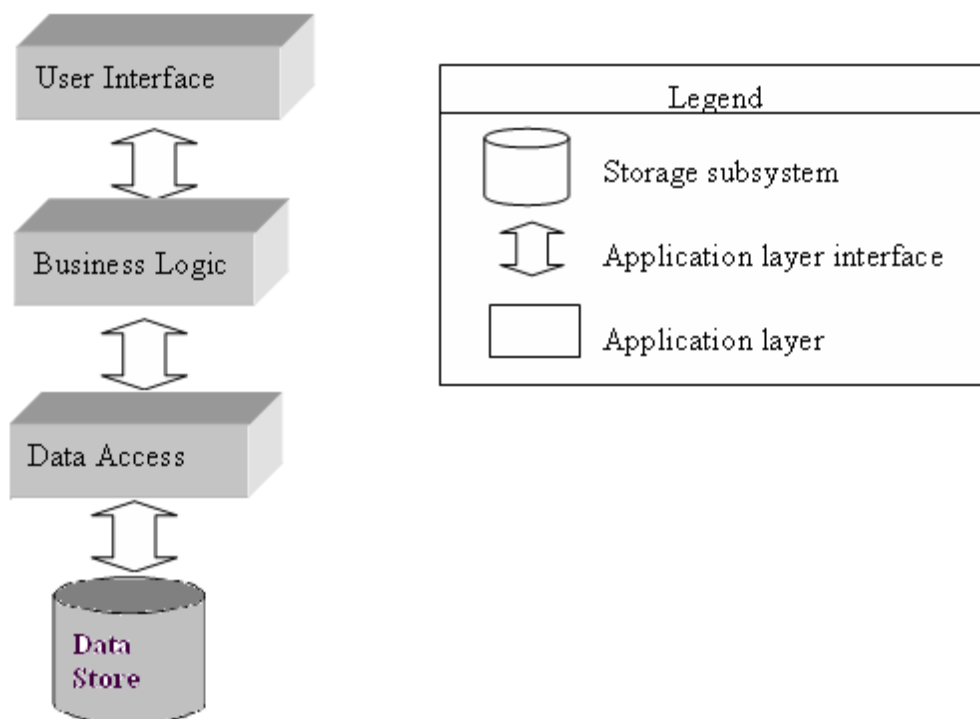 User Interface
Business Logic
Data Access
Data
Store
Legend
Storage subsystem
Application layer interface
Application layer